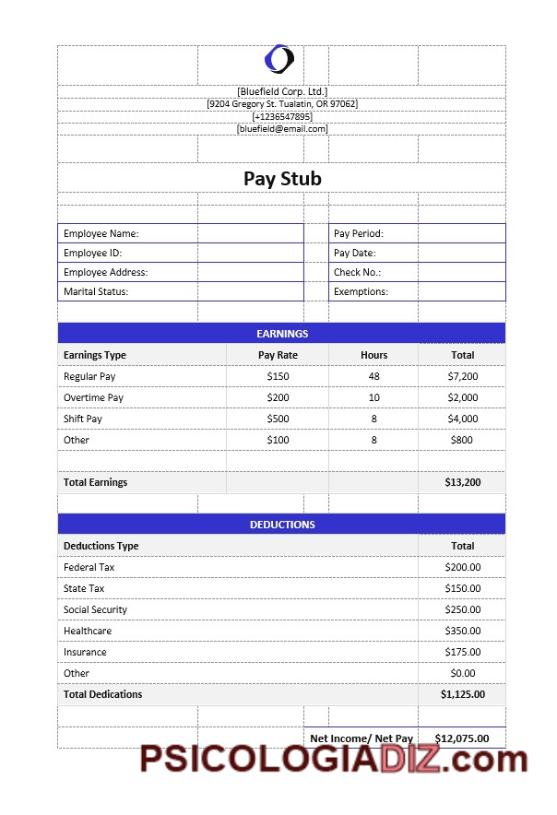 [Bluefield Corp. Ltd.]
[9204 Gregory St. Tualatin, OR 97062]
[+1236547895]
[bluefield@email.com]
Pay Stub
Employee Name: Pay Period:
Employee ID: Pay Date:
Employee Address: Check No.:
Marital Status: Exemptions:
EARNINGS
Earnings Type Pay Rate Hours Total
Regular Pay $150 48 $7,200
Overtime Pay $200 10 $2,000
Shift Pay $500 8 $4,000
Other $100 8 $800
Total Earnings $13,200
DEDUCTIONS
Deductions Type Total
Federal Tax $200.00
State Tax $150.00
Social Security $250.00
Healthcare $350.00
Insurance $175.00
Other $0.00
Total Dedications $1,125.00
Net Income/ Net Pay $12,075.00
PSICOLOGIADIZ.com